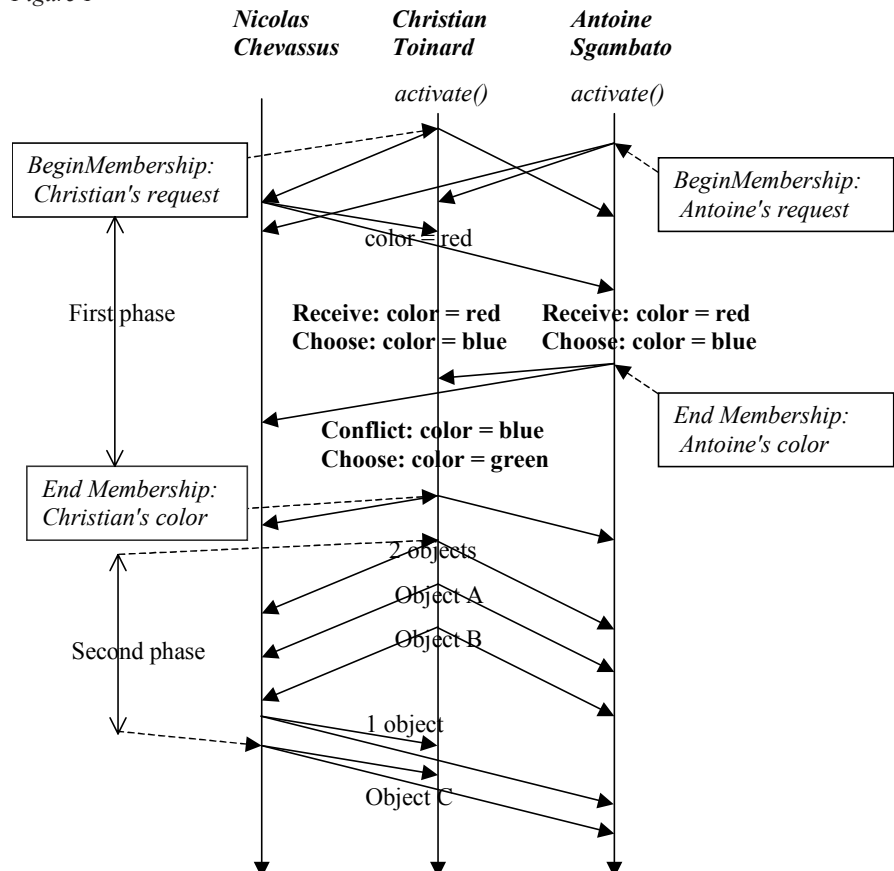 Nicolas
Chevassus
Christian
Toinard
Antoine
Sgambato
activate()
activate()
BeginMembership:
Christian's request
BeginMembership:
Antoine's request
color = red
First phase
Receive: color = red
Choose: color = blue
Receive: color = red
Choose: color = blue
End Membership:
Antoine's color
Conflict: color = blue
Choose: color = green
End Membership:
Christian's color
2 objects
Object A
Object B
Second phase
1 object
Object C